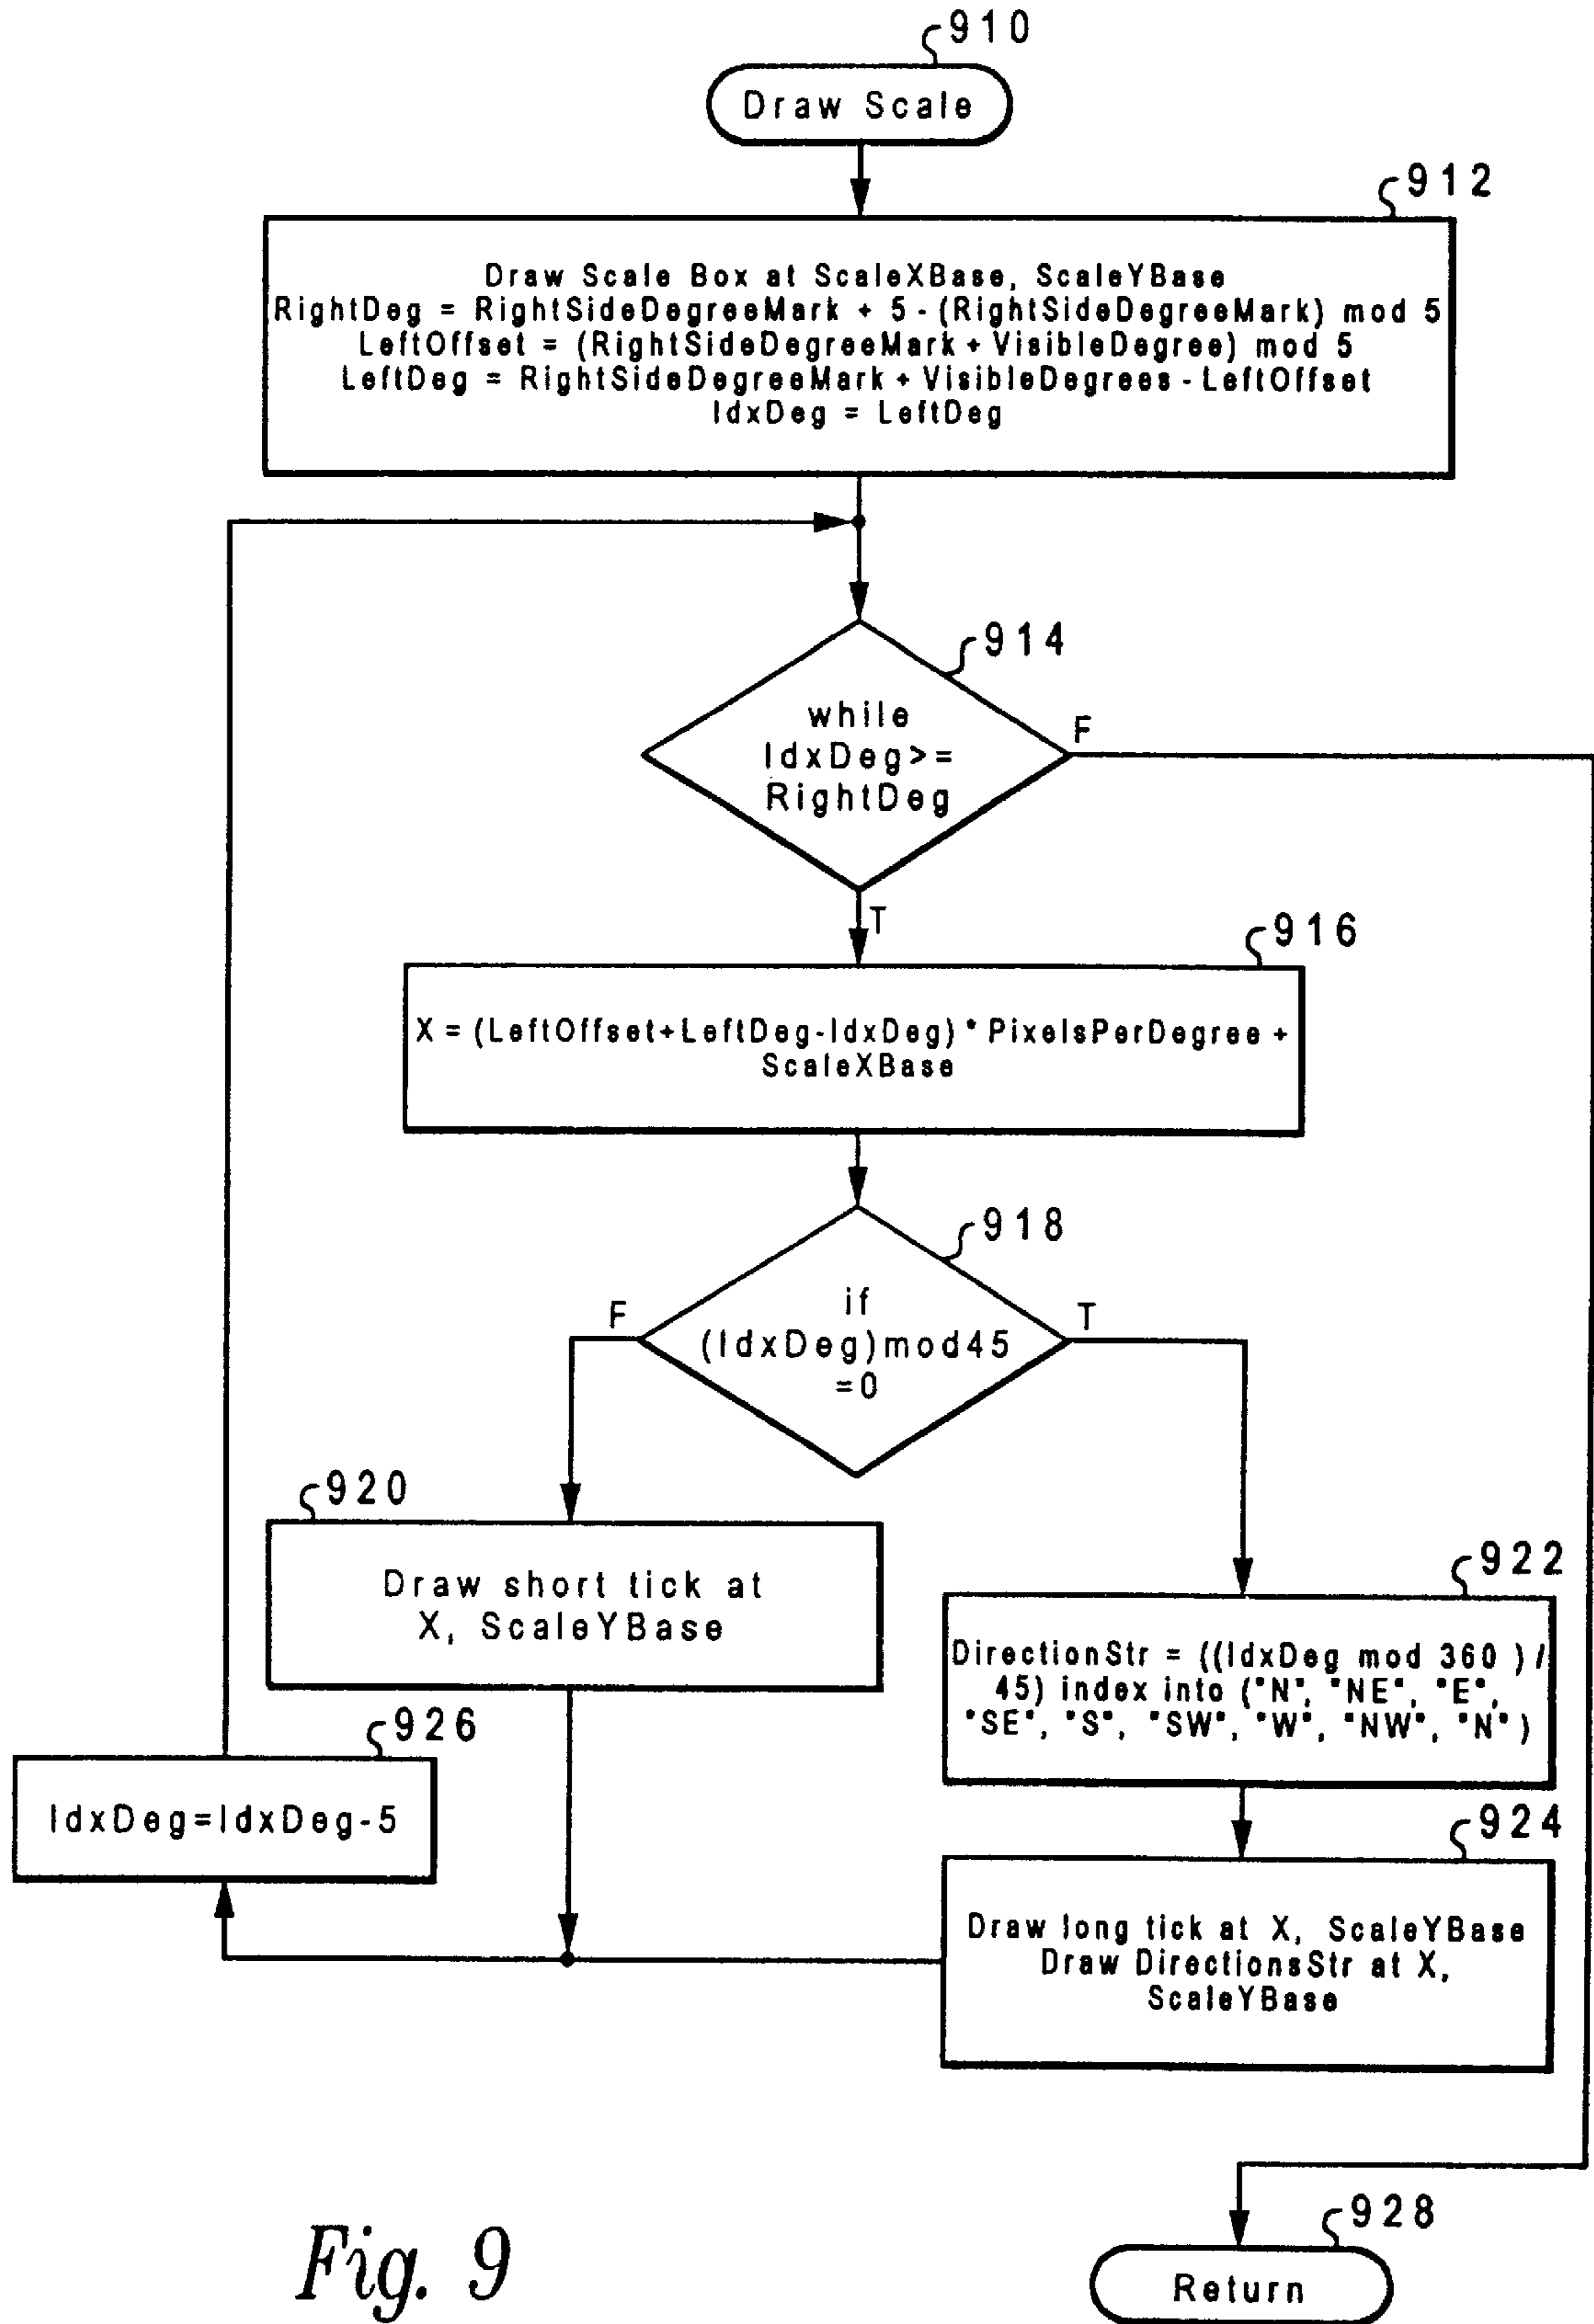 910
Draw Scale
912
Draw Scale Box at ScaleXBase, ScaleYBase
RightDeg = RightSideDegreeMark + 5 - (RightSideDegreeMark) mod 5
LeftOffset = (RightSideDegreeMark + VisibleDegree) mod 5
LeftDeg = RightSideDegreeMark + VisibleDegrees - LeftOffset
IdxDeg = LeftDeg
914
while
IdxDeg>=
RightDeg
F
T
916
X = (LeftOffset+LeftDeg-IdxDeg) * PixelsPerDegree +
ScaleXBase
918
if
(IdxDeg)mod45
=0
F
T
920
Draw short tick at
X, ScaleYBase
922
DirectionStr = ((IdxDeg mod 360 ) /
45) index into ("N", "NE", "E",
"SE", "S", "SW", "W", "NW", "N" )
926
IdxDeg=IdxDeg-5
924
Draw long tick at X, ScaleYBase
Draw DirectionsStr at X,
ScaleYBase
928
Return
Fig. 9